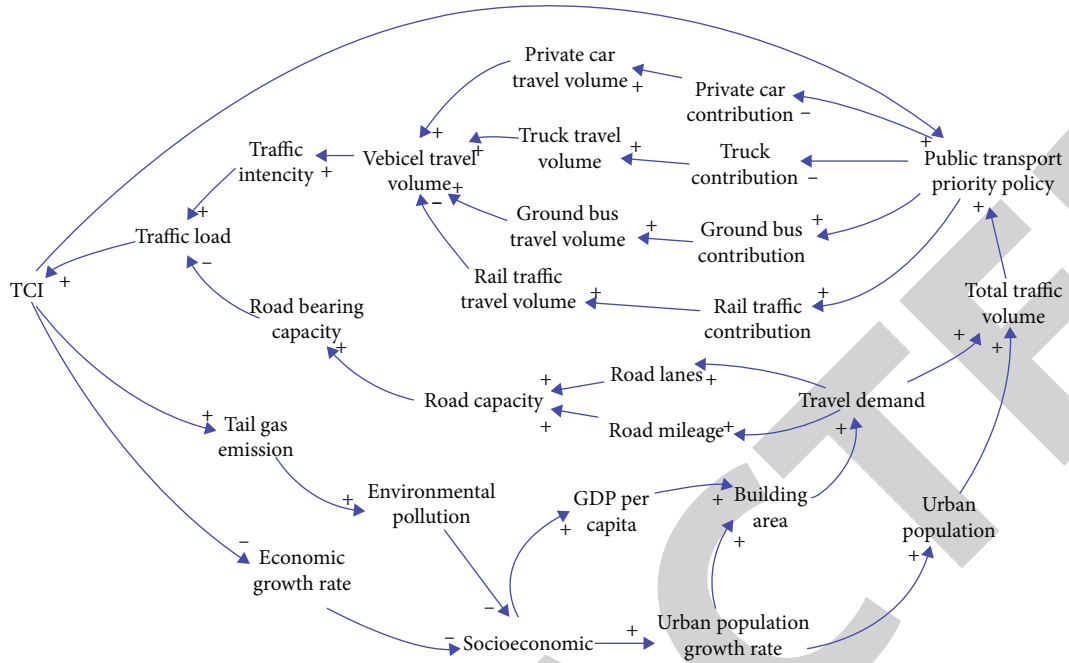 Private car
travel volume
+
Private car
contribution
−
Truck travel
volume
+
+
+
Truck
contribution
+
−
+
Public transport
priority policy
+
Traffic
intencity
+
Vebicel travel
volume
+
−
Ground bus
travel volume
+
Ground bus
contribution
+
+
Traffic load
−
TCI
+
Rail traffic
travel volume
+
Rail traffic
contribution
+
Total traffic
volume
+
+
Road bearing
capacity
+
Road lanes
+
+
Road capacity
+
Road mileage
+
Travel demand
+
+
Tail gas
emission
+
Environmental
pollution
GDP per
capita
+
+
Building
area
+
Urban
population
+
−
Economic
growth rate
−
−
Socioeconomic
+
Urban population
growth rate